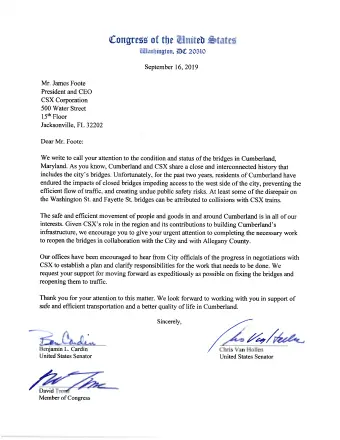 Congress of the United States
Washington, DC 20510
September 16, 2019
Mr. James Foote
President and CEO
CSX Corporation
500 Water Street
15th Floor
Jacksonville, FL 32202
Dear Mr. Foote:
We write to call your attention to the condition and status of the bridges in Cumberland,
Maryland. As you know, Cumberland and CSX share a close and interconnected history that
includes the city's bridges. Unfortunately, for the past two years, residents of Cumberland have
endured the impacts of closed bridges impeding access to the west side of the city, preventing the
efficient flow of traffic, and creating undue public safety risks. At least some of the disrepair on
the Washington St. and Fayette St. bridges can be attributed to collisions with CSX trains.
The safe and efficient movement of people and goods in and around Cumberland is in all of our
interests. Given CSX's role in the region and its contributions to building Cumberland's
infrastructure, we encourage you to give your urgent attention to completing the necessary work
to reopen the bridges in collaboration with the City and with Allegany County.
Our offices have been encouraged to hear from City officials of the progress in negotiations with
CSX to establish a plan and clarify responsibilities for the work that needs to be done. We
request your support for moving forward as expeditiously as possible on fixing the bridges and
reopening them to traffic.
Thank you for your attention to this matter. We look forward to working with you in support of
safe and efficient transportation and a better quality of life in Cumberland.
Sincerely,
Ben Cardin
Chris Van Hollen
Benjamin L. Cardin
United States Senator
Chris Van Hollen
United States Senator
David Trone
Member of Congress